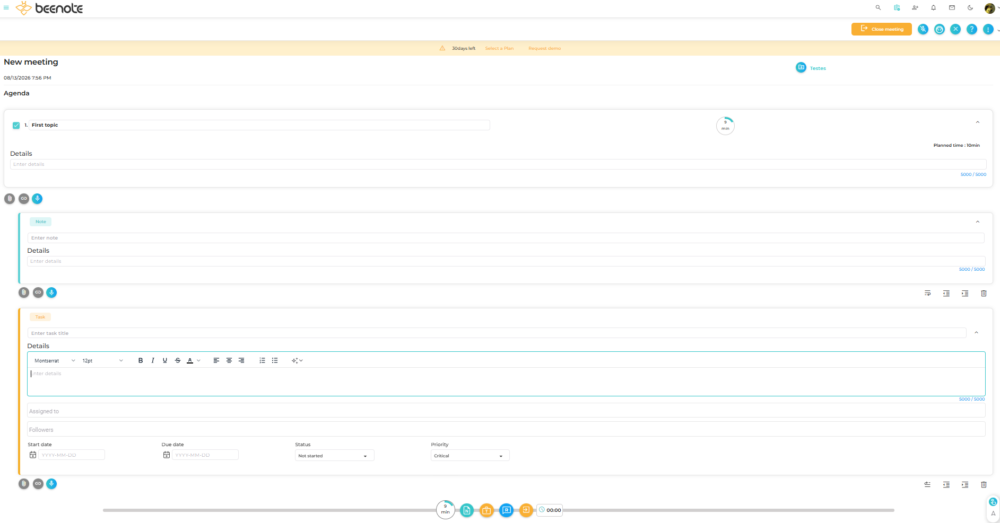 beenote
Close meeting
30days left Select a Plan Request demo
New meeting
Testes
08/13/2026 7:56 PM
Agenda
1. First topic
9
min
Planned time : 10min
Details
Enter details
5000 / 5000
Note
Enter note
Details
Enter details
5000 / 5000
Task
Enter task title
Details
Montserrat 12pt B I U S A
Enter details
5000 / 5000
Assigned to
Followers
Start date Due date Status Priority
YYYY-MM-DD YYYY-MM-DD Not started Critical
9
min
N T R 00:00